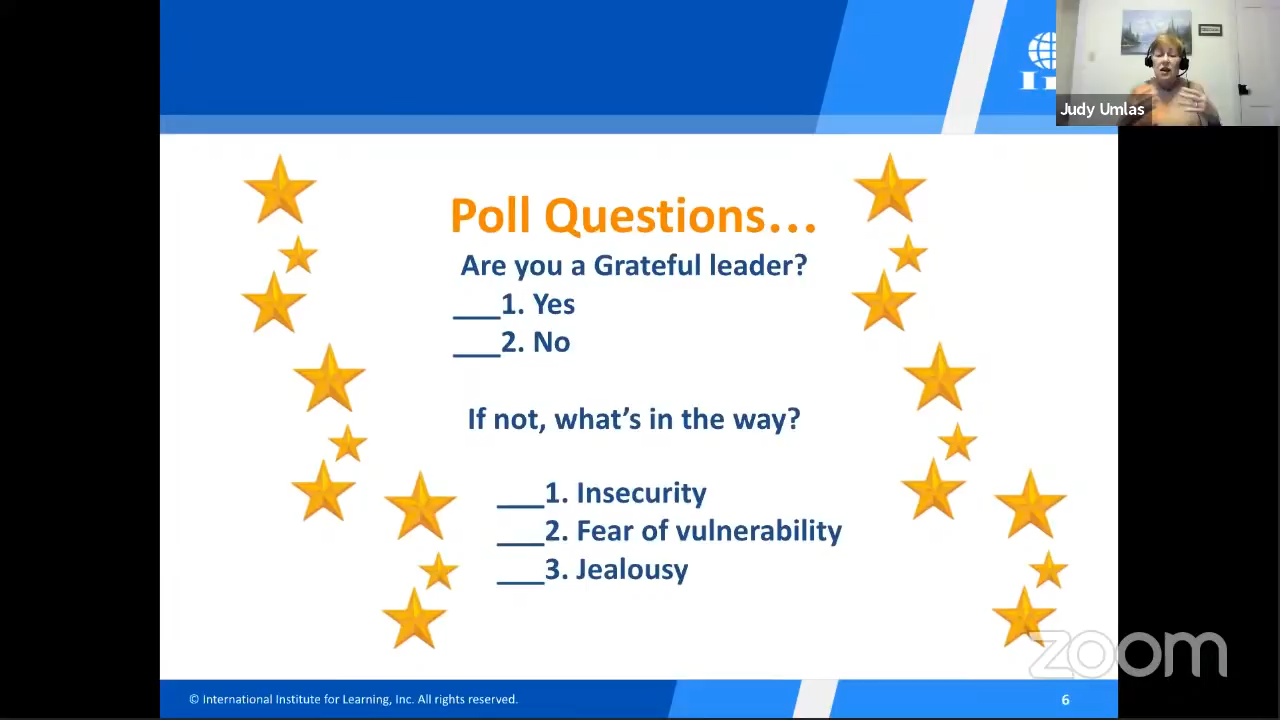 Judy Umlas
Poll Questions…
Are you a Grateful leader?
___1. Yes
___2. No
If not, what’s in the way?
___1. Insecurity
___2. Fear of vulnerability
___3. Jealousy
zoom
© International Institute for Learning, Inc. All rights reserved.
6